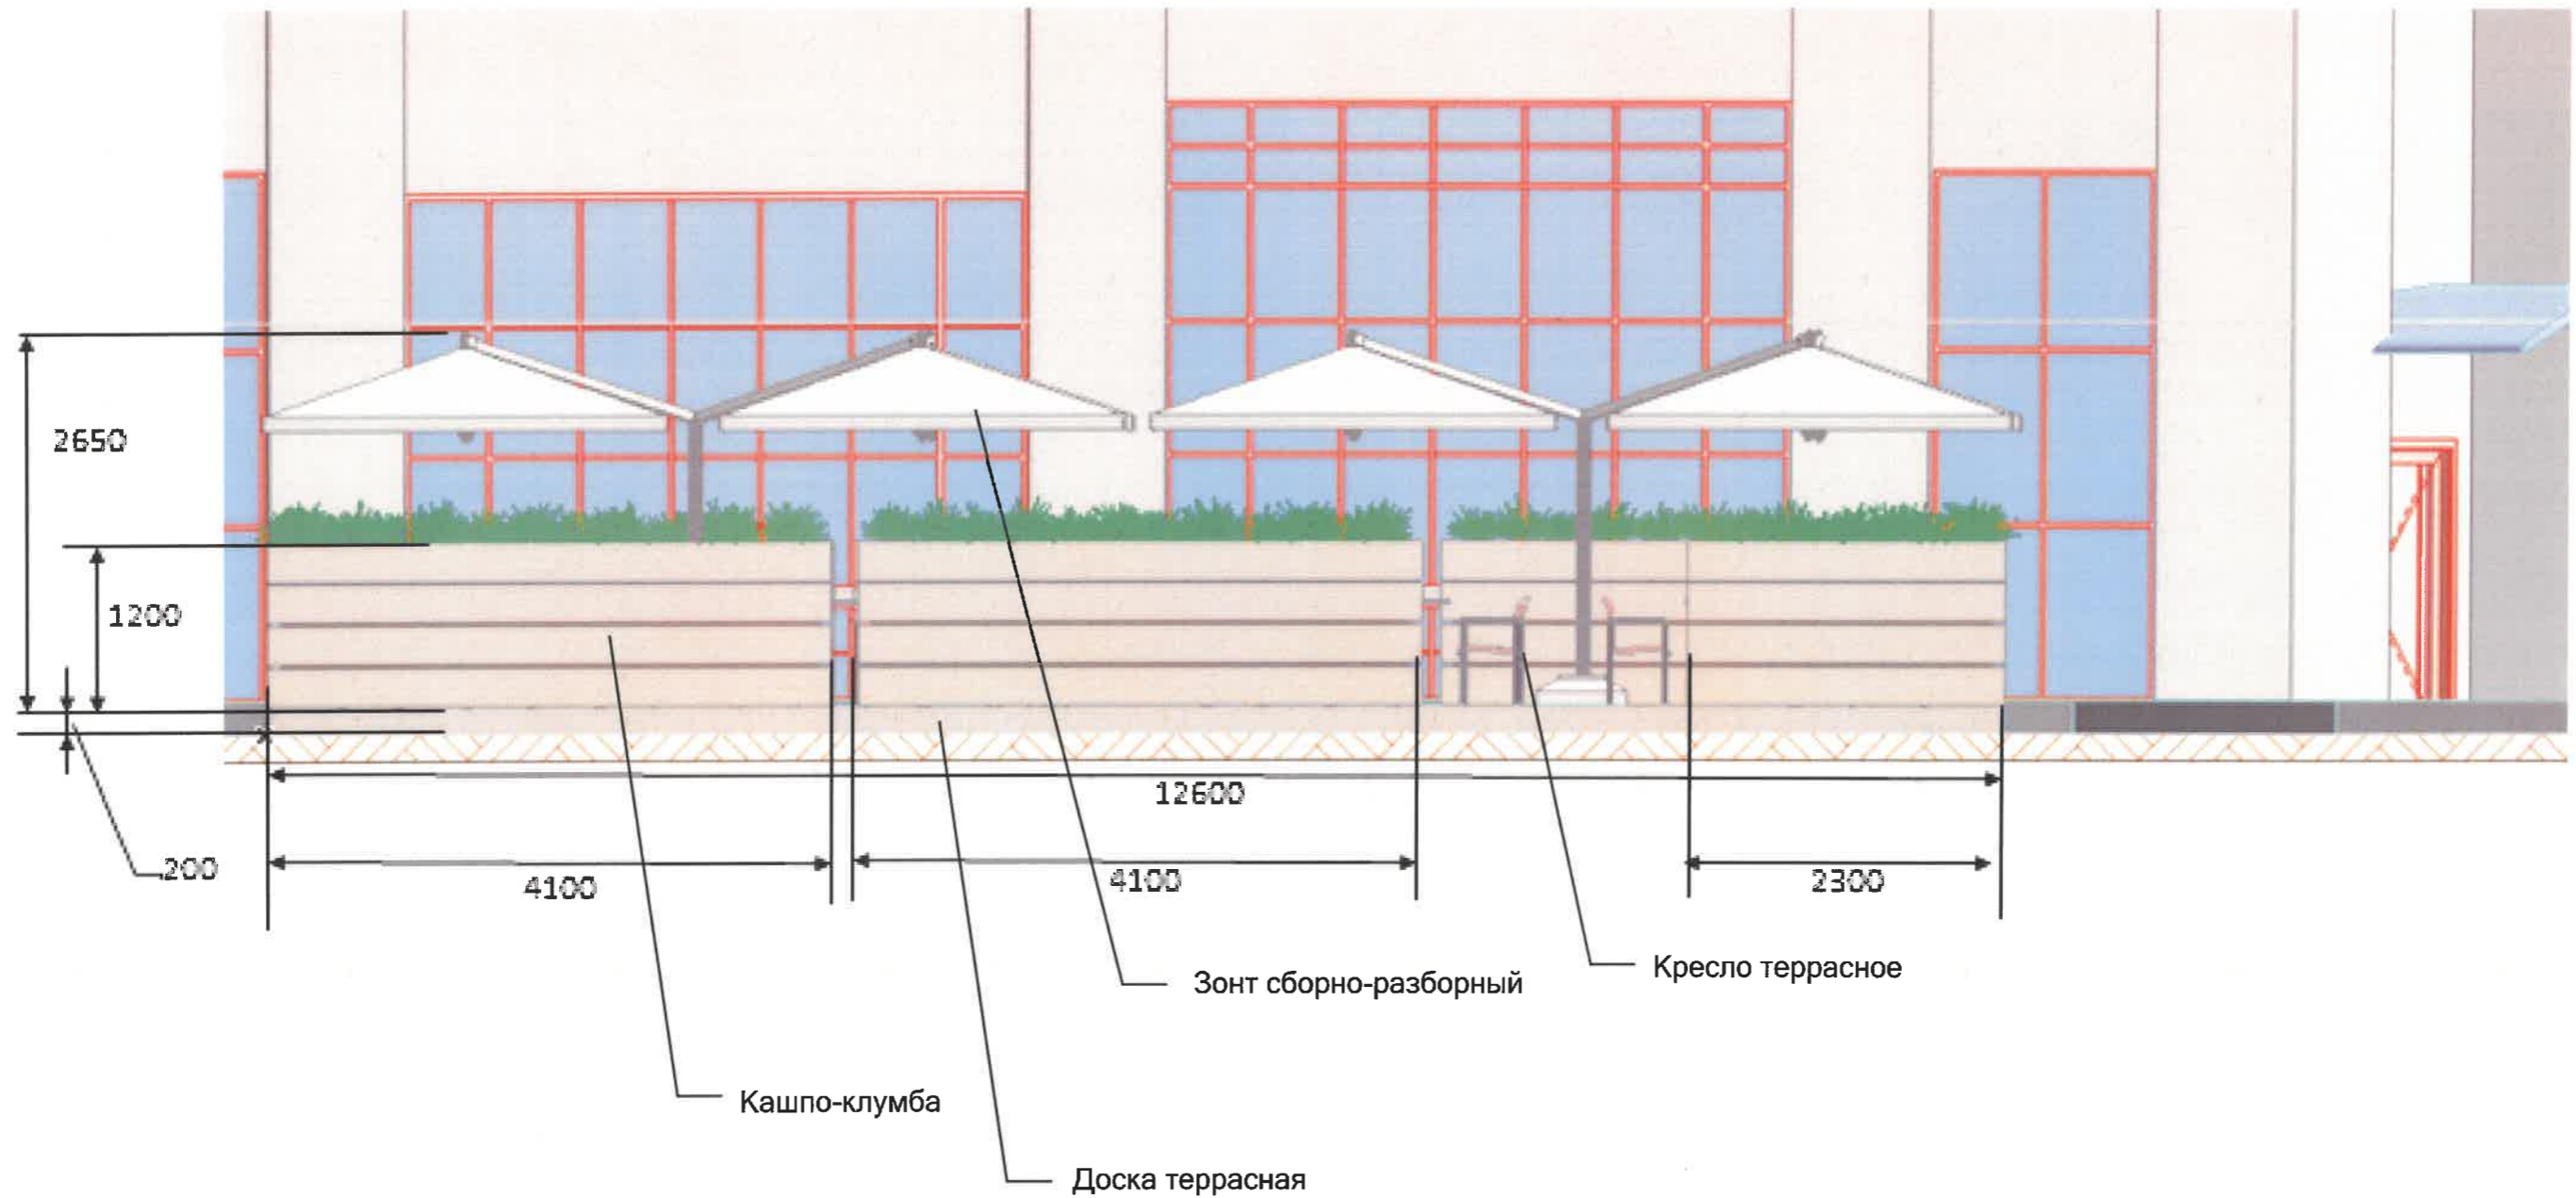 2650
1200
12600
200
4100
4100
2300
Зонт сборно-разборный
Кресло террасное
Кашпо-клумба
Доска террасная